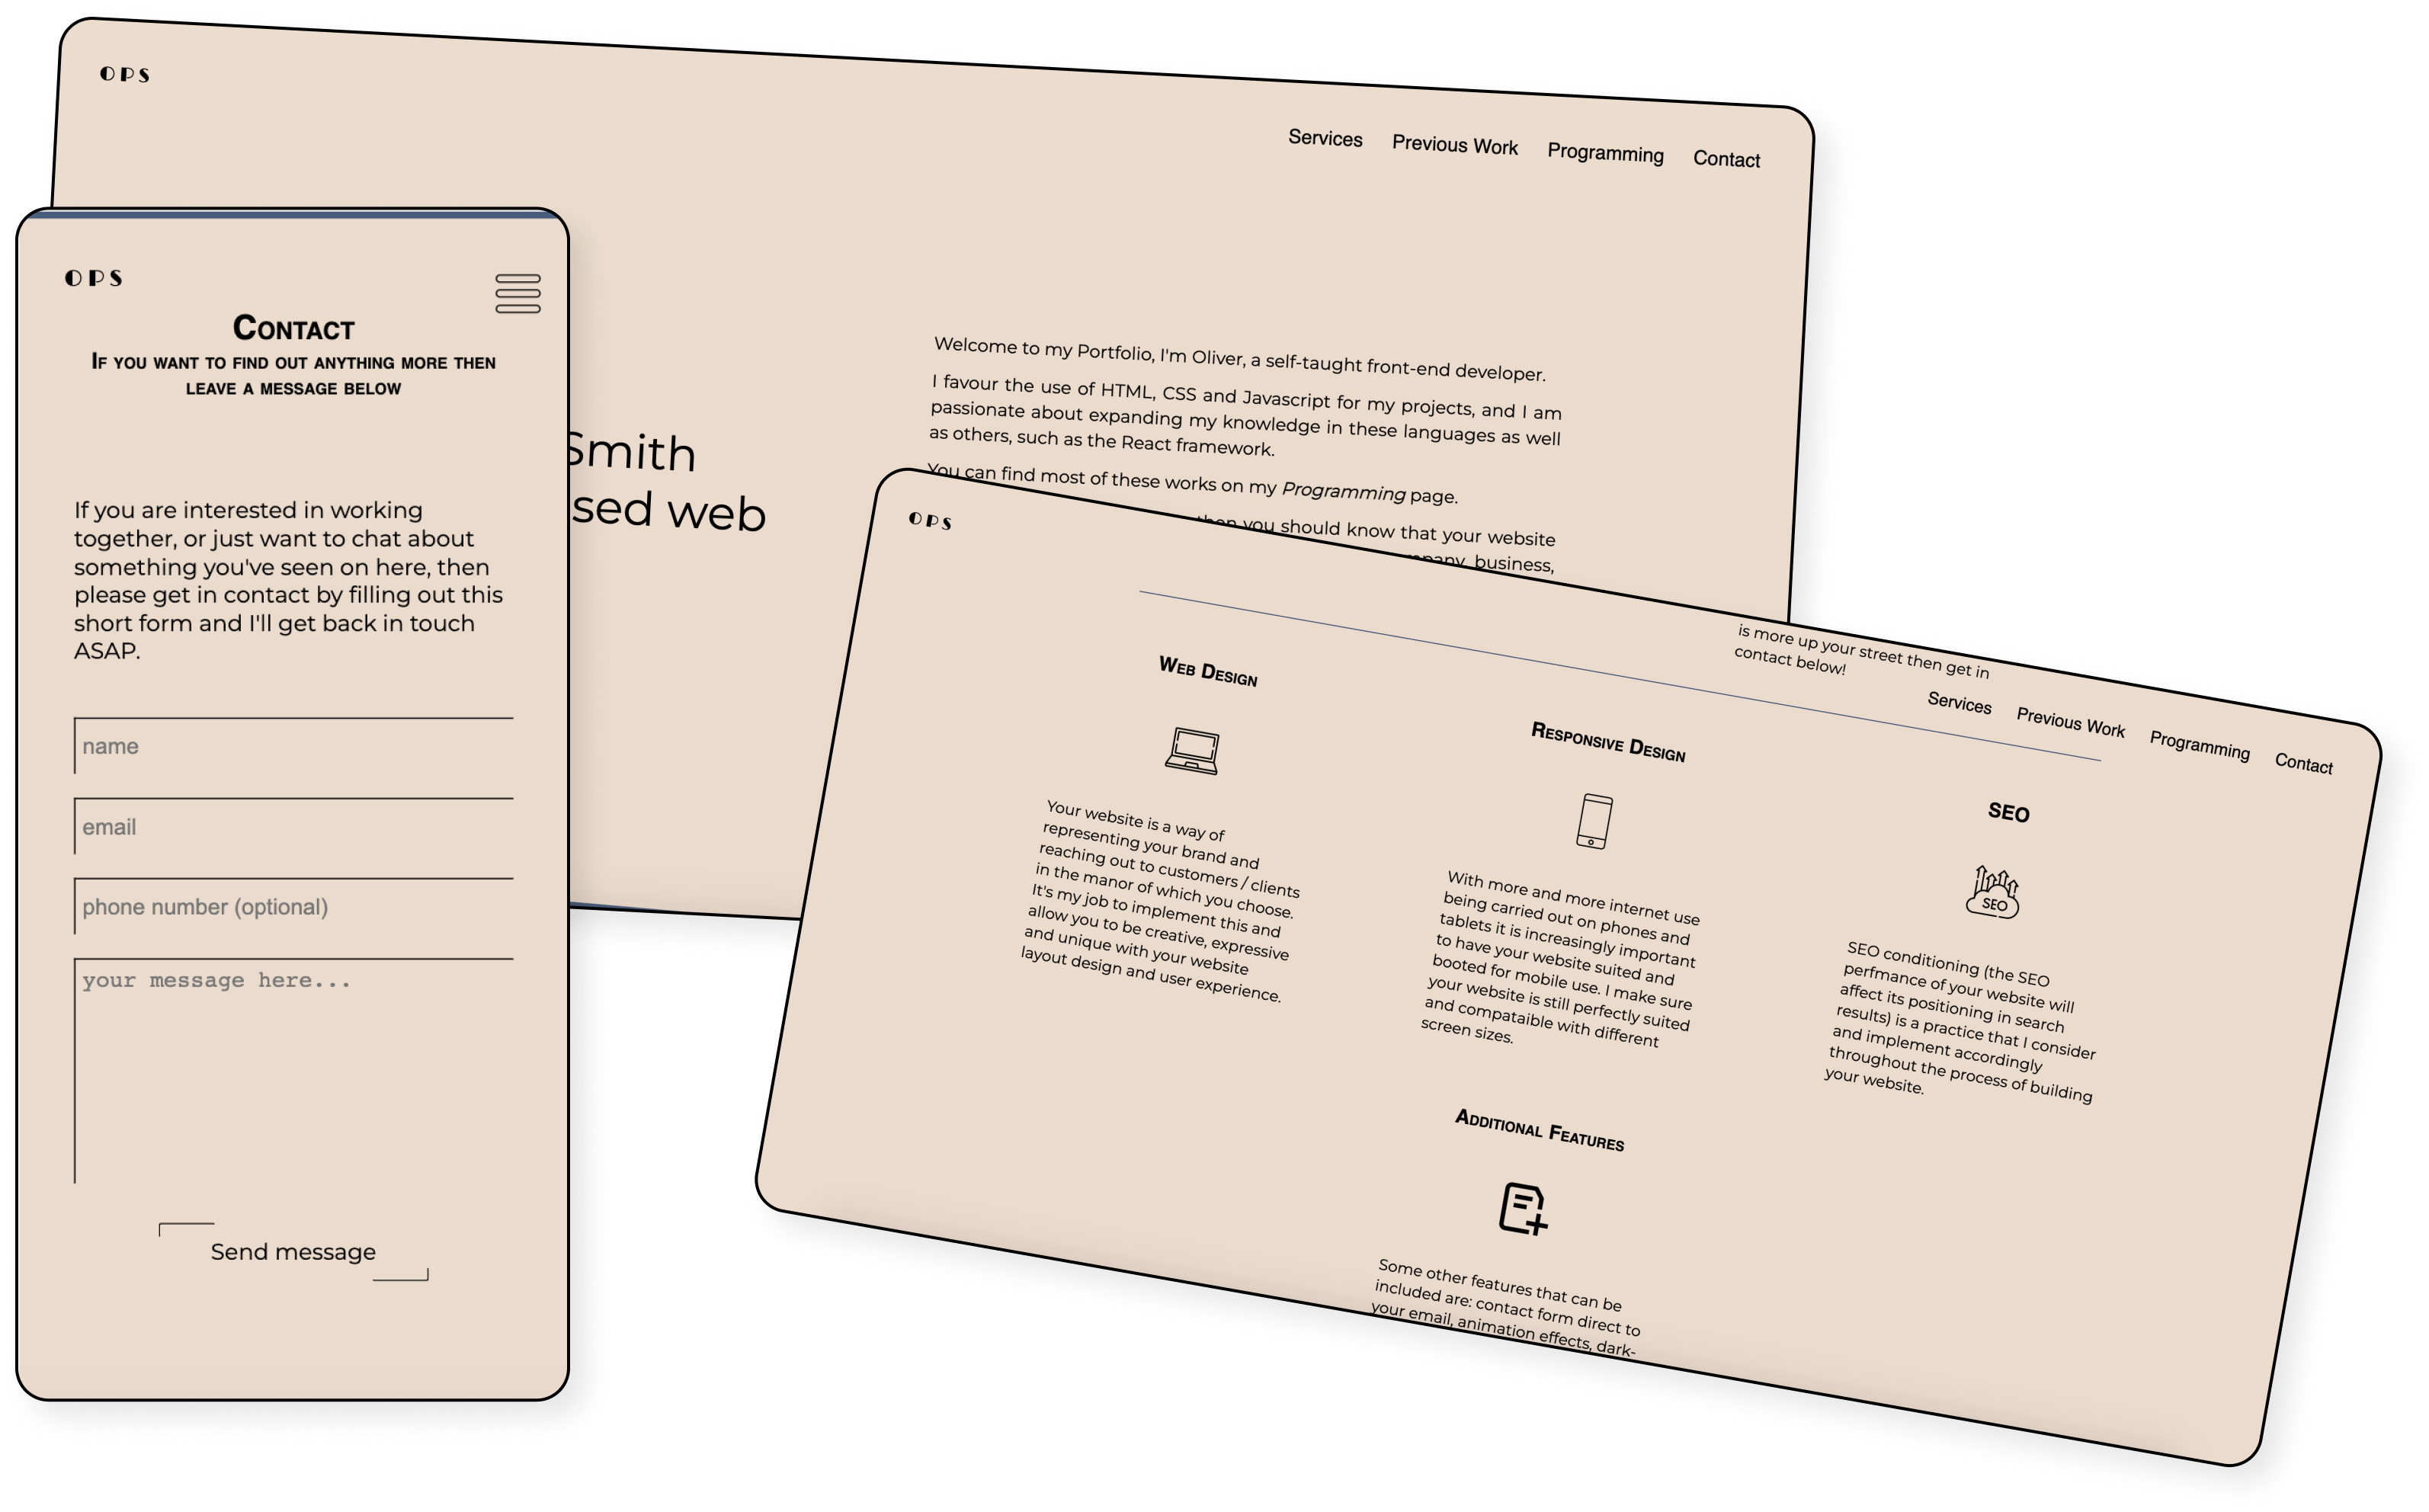 OPS
Services Previous Work Programming Contact
Smith
sed web
Welcome to my Portfolio, I'm Oliver, a self-taught front-end developer.
I favour the use of HTML, CSS and Javascript for my projects, and I am
passionate about expanding my knowledge in these languages as well
as others, such as the React framework.
You can find most of these works on my Programming page.
then you should know that your website
business,
OPS
Contact
If you want to find out anything more then
leave a message below
If you are interested in working
together, or just want to chat about
something you've seen on here, then
please get in contact by filling out this
short form and I'll get back in touch
ASAP.
name
email
phone number (optional)
your message here...
Send message
OPS
is more up your street then get in
contact below!
Services Previous Work Programming Contact
Web Design
Your website is a way of
representing your brand and
reaching out to customers / clients
in the manor of which you choose.
It's my job to implement this and
allow you to be creative, expressive
and unique with your website
layout design and user experience.
Responsive Design
With more and more internet use
being carried out on phones and
tablets it is increasingly important
to have your website suited and
booted for mobile use. I make sure
your website is still perfectly suited
and compataible with different
screen sizes.
SEO
SEO
SEO conditioning (the SEO
perfmance of your website will
affect its positioning in search
results) is a practice that I consider
and implement accordingly
throughout the process of building
your website.
Additional Features
Some other features that can be
included are: contact form direct to
your email, animation effects, dark-